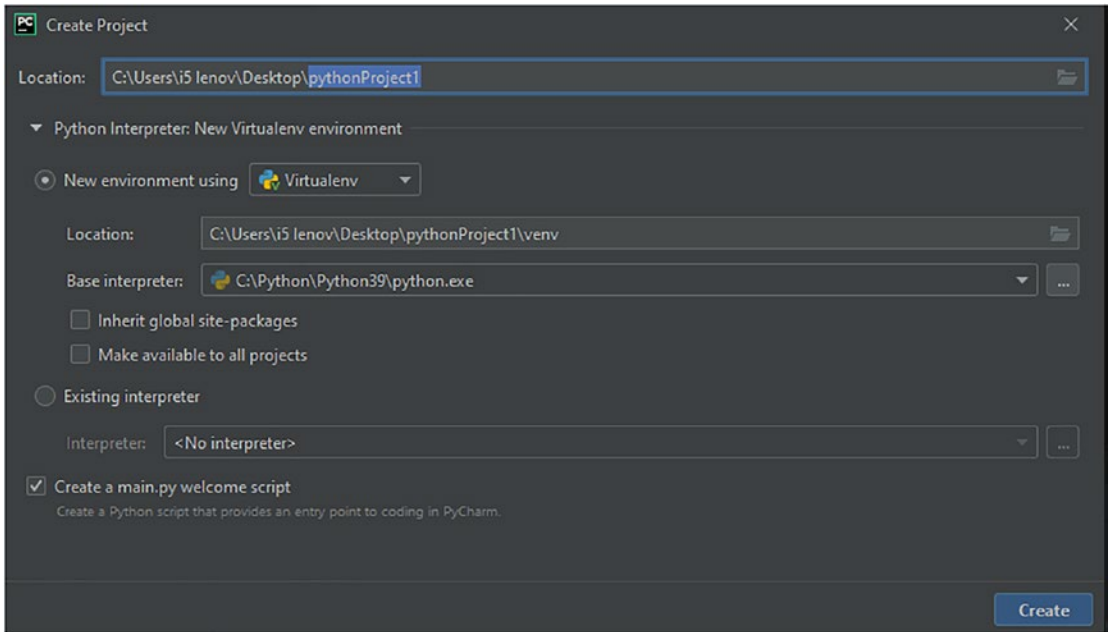 PC Create Project
Location: C:\Users\i5 lenov\Desktop\pythonProject1
Python Interpreter: New Virtualenv environment
New environment using Virtualenv
Location: C:\Users\i5 lenov\Desktop\pythonProject1\venv
Base interpreter: C:\Python\Python39\python.exe ...
Inherit global site-packages
Make available to all projects
Existing interpreter
Interpreter: <No interpreter> ...
Create a main.py welcome script
Create a Python script that provides an entry point to coding in PyCharm.
Create